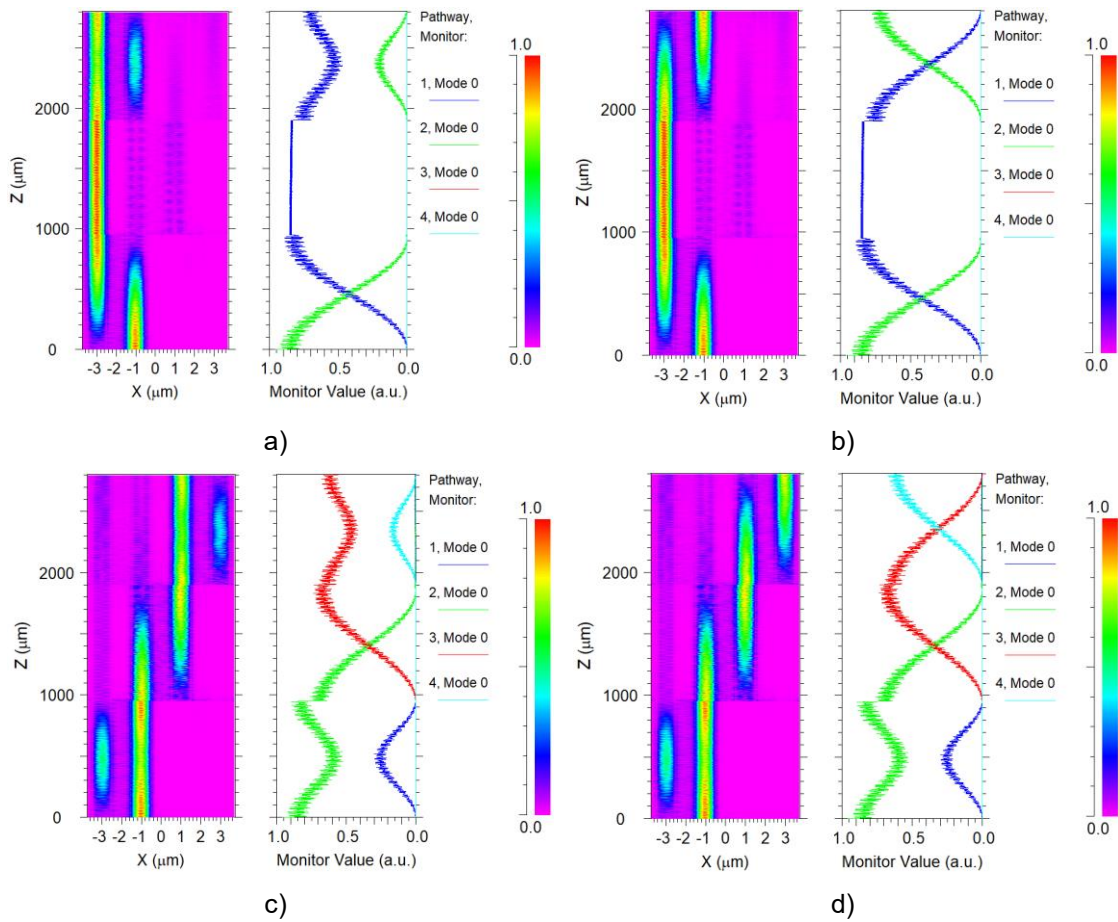 Pathway,
Monitor:
1.0
1, Mode 0
2, Mode 0
3, Mode 0
4, Mode 0
0.0
2000
1000
0
Z (µm)
-3 -2 -1 0 1 2 3
X (µm)
1.0 0.5 0.0
Monitor Value (a.u.)
a)
Pathway,
Monitor:
1.0
1, Mode 0
2, Mode 0
3, Mode 0
4, Mode 0
0.0
2000
1000
0
Z (µm)
-3 -2 -1 0 1 2 3
X (µm)
1.0 0.5 0.0
Monitor Value (a.u.)
b)
Pathway,
Monitor:
1.0
1, Mode 0
2, Mode 0
3, Mode 0
4, Mode 0
0.0
2000
1000
0
Z (µm)
-3 -2 -1 0 1 2 3
X (µm)
1.0 0.5 0.0
Monitor Value (a.u.)
c)
Pathway,
Monitor:
1.0
1, Mode 0
2, Mode 0
3, Mode 0
4, Mode 0
0.0
2000
1000
0
Z (µm)
-3 -2 -1 0 1 2 3
X (µm)
1.0 0.5 0.0
Monitor Value (a.u.)
d)